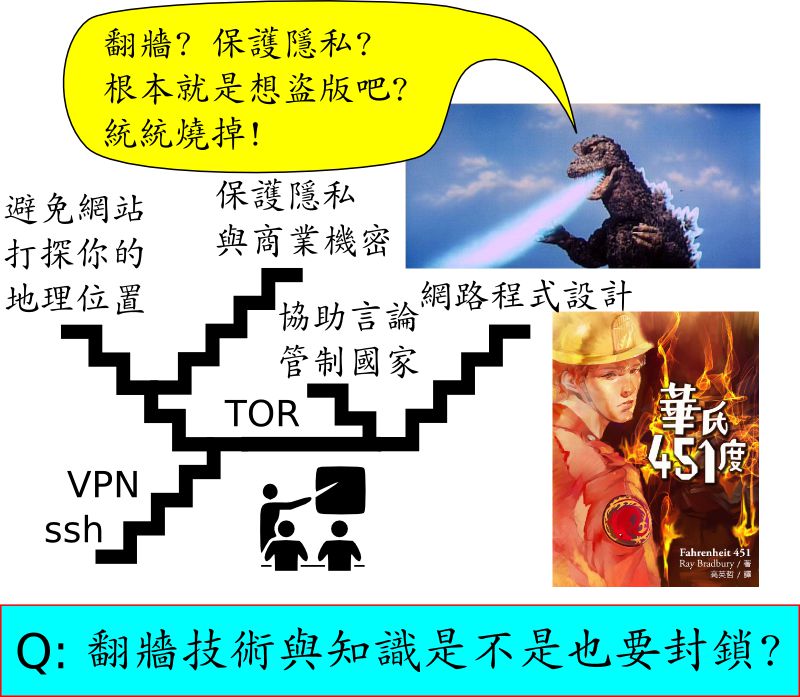 翻牆？保護隱私？
根本就是想盜版吧？
統統燒掉！
避免網站
打探你的
地理位置
保護隱私
與商業機密
協助言論
管制國家
網路程式設計
TOR
VPN
ssh
華氏
451度
Fahrenheit 451
Ray Bradbury / 著
高英哲 / 譯
Q: 翻牆技術與知識是不是也要封鎖？